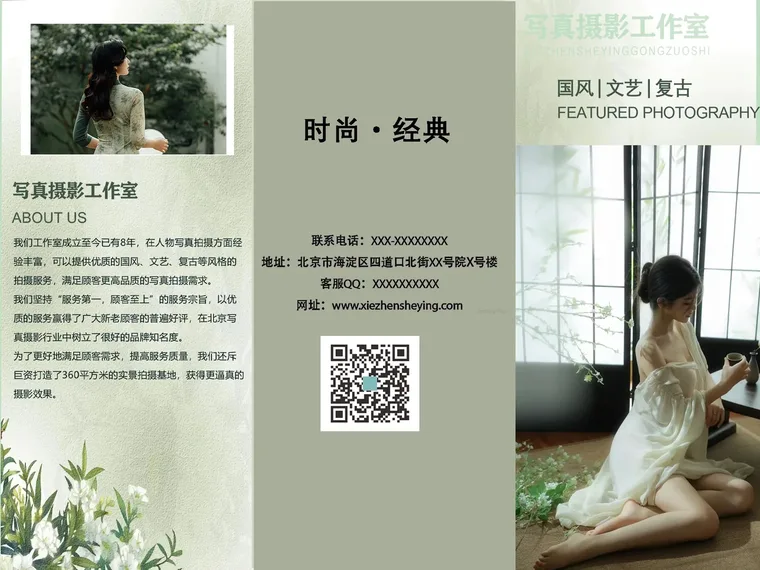 写真摄影工作室
ABOUT US
我们工作室成立至今已有8年，在人物写真拍摄方面经
验丰富，可以提供优质的国风、文艺、复古等风格的
拍摄服务，满足顾客更高品质的写真拍摄需求。
我们坚持“服务第一，顾客至上”的服务宗旨，以优
质的服务赢得了广大新老顾客的普遍好评，在北京写
真摄影行业中树立了很好的品牌知名度。
为了更好地满足顾客需求，提高服务质量，我们还斥
巨资打造了360平方米的实景拍摄基地，获得更逼真的
摄影效果。
时尚·经典
联系电话：XXX-XXXXXXXX
地址：北京市海淀区四道口北街XX号院X号楼
客服QQ：XXXXXXXXXX
网址：www.xiezhensheying.com
写真摄影工作室
XIEZHENSHEYINGGONGZUOSHI
国风|文艺|复古
FEATURED PHOTOGRAPHY